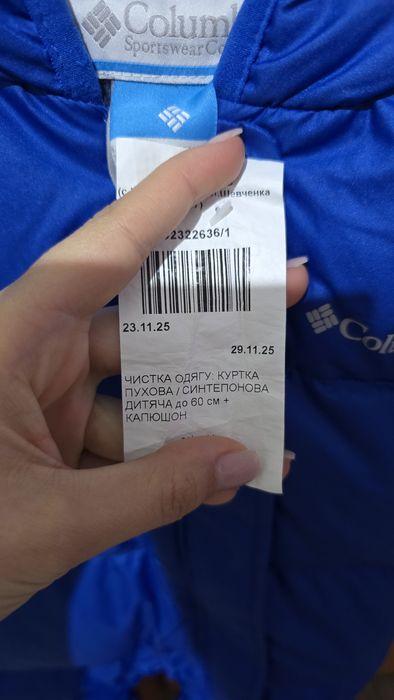 Columb
Sportswear Co
Шевченка
2322636/1
23.11.25
29.11.25
ЧИСТКА ОДЯГУ: КУРТКА
ПУХОВА / СИНТЕПОНОВА
ДИТЯЧА до 60 см +
КАПЮШОН
Col